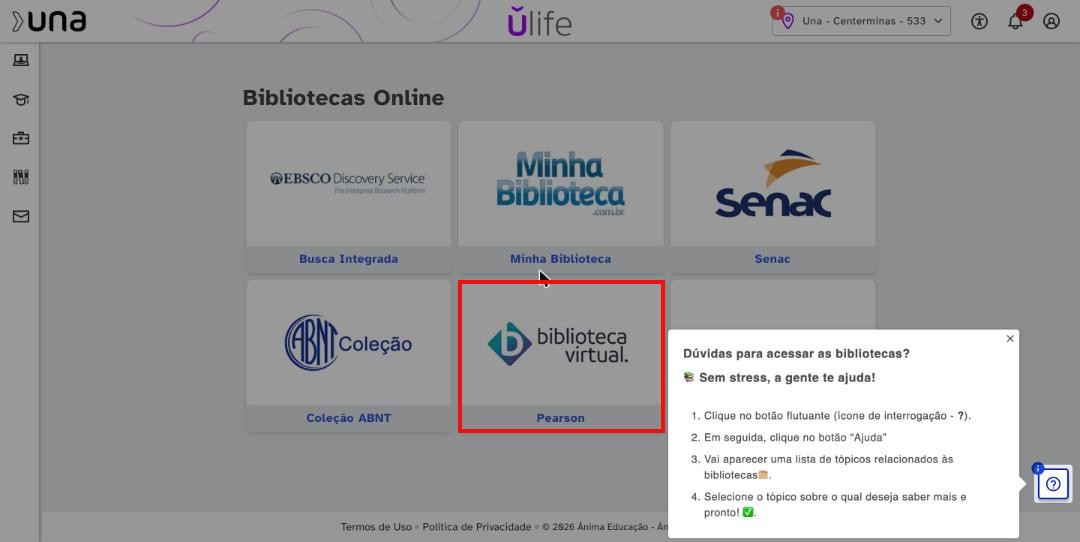 una
ulife
Una - Centerminas - 533
3
Bibliotecas Online
EBSCO Discovery Service
The Enterprise Research Platform
Minha
Biblioteca
.com.br
Senac
Busca Integrada
Minha Biblioteca
Senac
ABNT Coleção
biblioteca
virtual.
Coleção ABNT
Pearson
Dúvidas para acessar as bibliotecas?
Sem stress, a gente te ajuda!
1. Clique no botão flutuante (ícone de interrogação - ?).
2. Em seguida, clique no botão “Ajuda”
3. Vai aparecer uma lista de tópicos relacionados às
bibliotecas.
4. Selecione o tópico sobre o qual deseja saber mais e
pronto! ✅.
Termos de Uso • Política de Privacidade • © 2026 Ânima Educação -